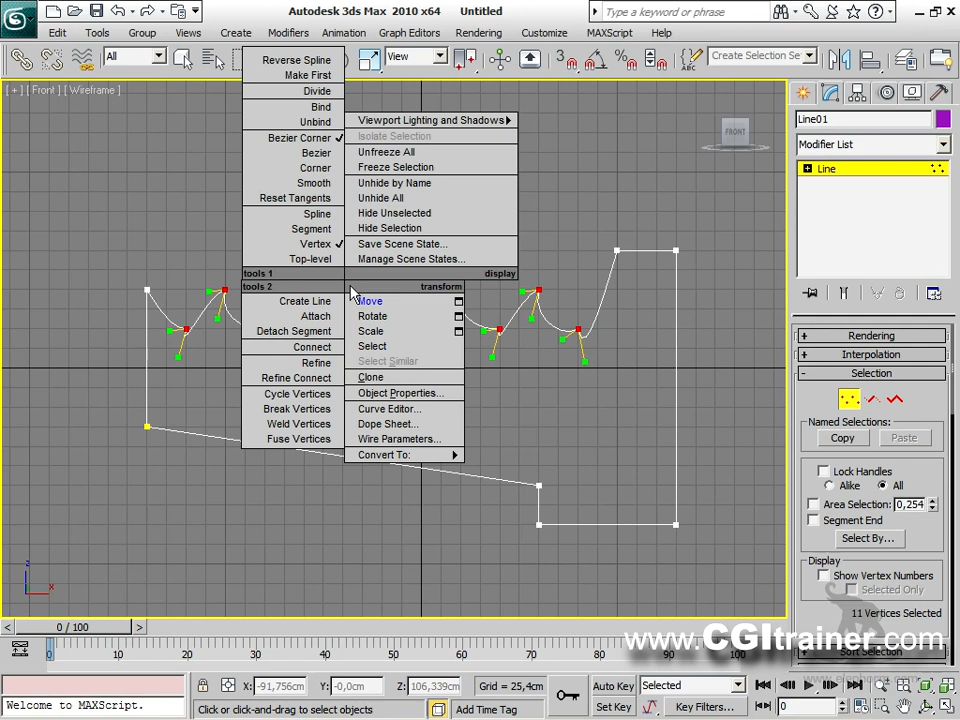 Autodesk 3ds Max 2010 x64 Untitled
Type a keyword or phrase
Edit Tools Group Views Create Modifiers Animation Graph Editors Rendering Customize MAXScript Help
All
View
Create Selection Se
[ + ] [ Front ] [ Wireframe ]
FRONT
Line01
Modifier List
Line
Reverse Spline
Make First
Divide
Bind
Unbind
Bezier Corner
Bezier
Corner
Smooth
Reset Tangents
Spline
Segment
Vertex
Top-level
tools 1
Viewport Lighting and Shadows
Isolate Selection
Unfreeze All
Freeze Selection
Unhide by Name
Unhide All
Hide Unselected
Hide Selection
Save Scene State...
Manage Scene States...
display
tools 2
Create Line
Attach
Detach Segment
Connect
Refine
Refine Connect
Cycle Vertices
Break Vertices
Weld Vertices
Fuse Vertices
transform
Move
Rotate
Scale
Select
Select Similar
Clone
Object Properties...
Curve Editor...
Dope Sheet...
Wire Parameters...
Convert To:
+ Rendering
+ Interpolation
- Selection
Named Selections:
Copy Paste
Lock Handles
Alike All
Area Selection: 0,254
Segment End
Select By...
Display
Show Vertex Numbers
Selected Only
11 Vertices Selected
Soft Selection
z
x
< 0 / 100 >
0 10 20 30 40 50 60 70 80 90 100
www.CGItrainer.com
X: -91,756cm Y: -0,0cm Z: 106,339cm Grid = 25,4cm
Auto Key Selected
Set Key Key Filters... 0
Welcome to MAXScript.
Click or click-and-drag to select objects
Add Time Tag